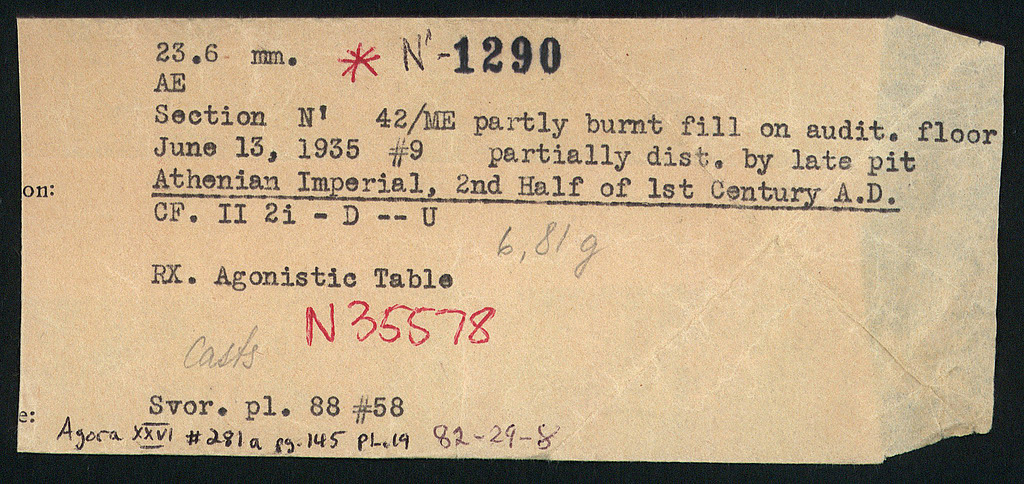 23.6 mm. * N'-1290
AE
Section N' 42/ME partly burnt fill on audit. floor
June 13, 1935 #9 partially dist. by late pit
on: Athenian Imperial, 2nd Half of 1st Century A.D.
CF. II 2i - D -- U
6,81 g
RX. Agonistic Table
N35578
Casts
e: Svor. pl. 88 #58
Agora XXVI #281a pg. 145 PL.19 82-29-8